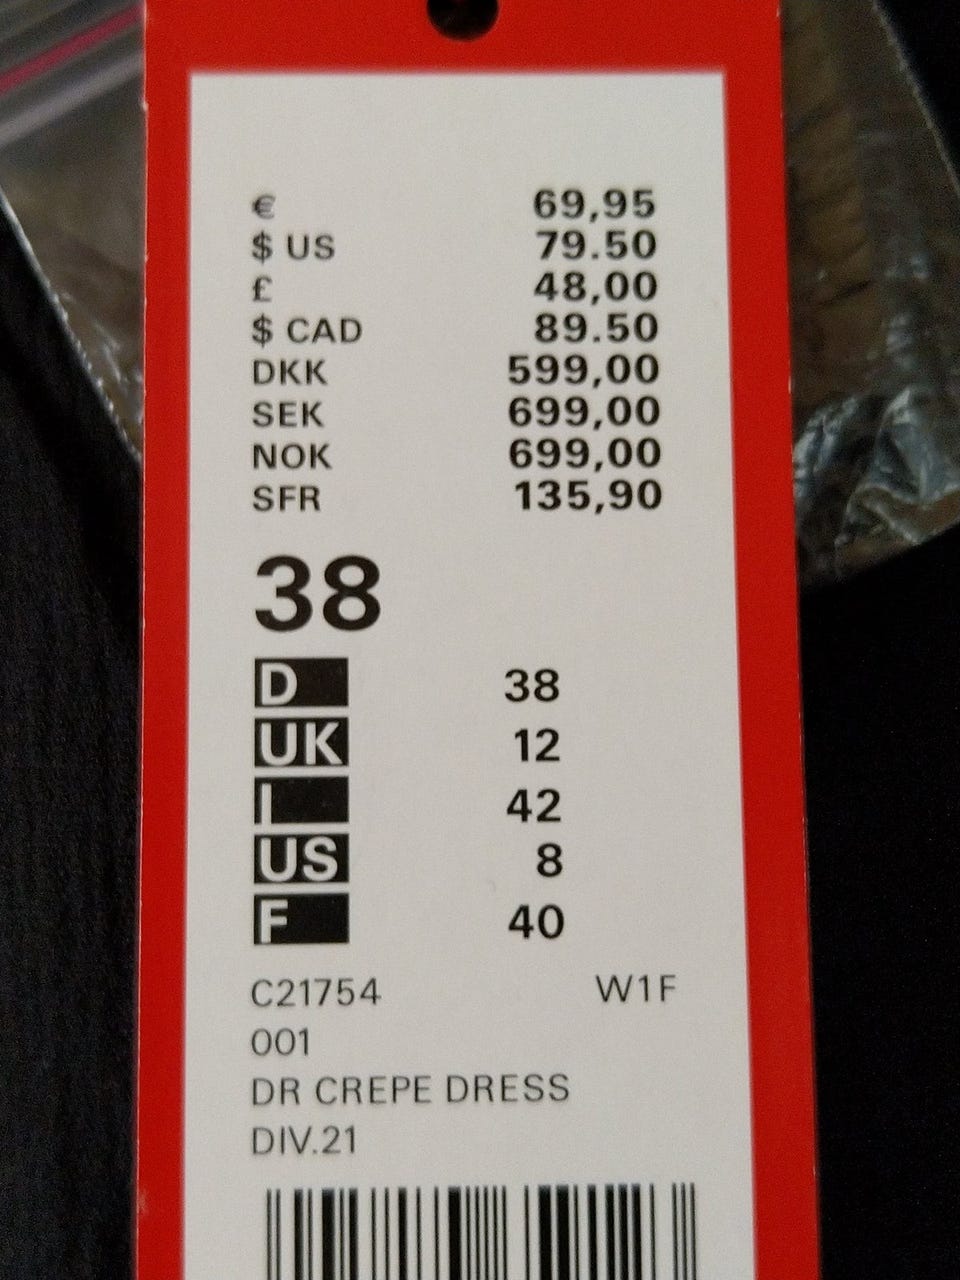 € 69,95
$ US 79.50
£ 48,00
$ CAD 89.50
DKK 599,00
SEK 699,00
NOK 699,00
SFR 135,90
38
D 38
UK 12
I 42
US 8
F 40
C21754 W1F
001
DR CREPE DRESS
DIV.21